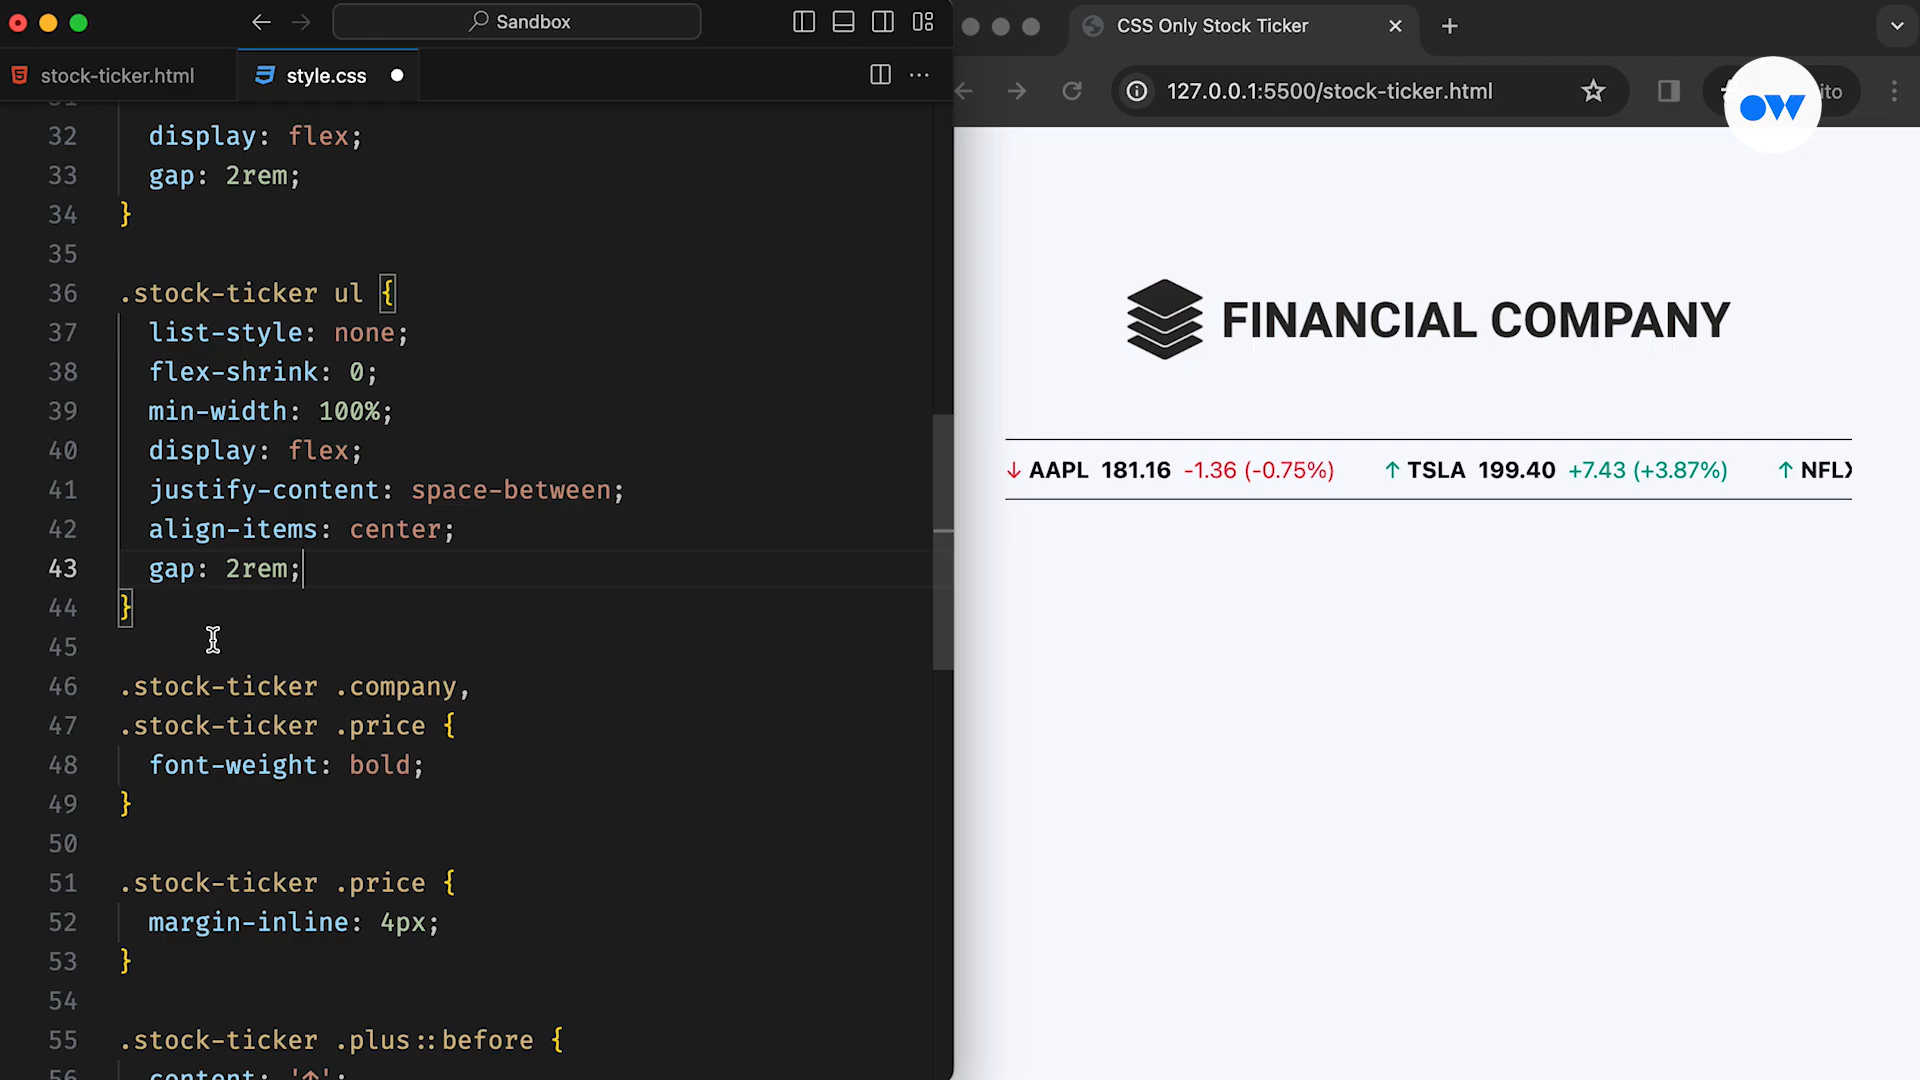 Sandbox
stock-ticker.html
style.css
32 display: flex;
33 gap: 2rem;
34 }
35
36 .stock-ticker ul {
37 list-style: none;
38 flex-shrink: 0;
39 min-width: 100%;
40 display: flex;
41 justify-content: space-between;
42 align-items: center;
43 gap: 2rem;
44 }
45
46 .stock-ticker .company,
47 .stock-ticker .price {
48 font-weight: bold;
49 }
50
51 .stock-ticker .price {
52 margin-inline: 4px;
53 }
54
55 .stock-ticker .plus::before {
56 content: '↑';
CSS Only Stock Ticker
127.0.0.1:5500/stock-ticker.html
ito
OW
FINANCIAL COMPANY
↓ AAPL 181.16 -1.36 (-0.75%) ↑ TSLA 199.40 +7.43 (+3.87%) ↑ NFLX